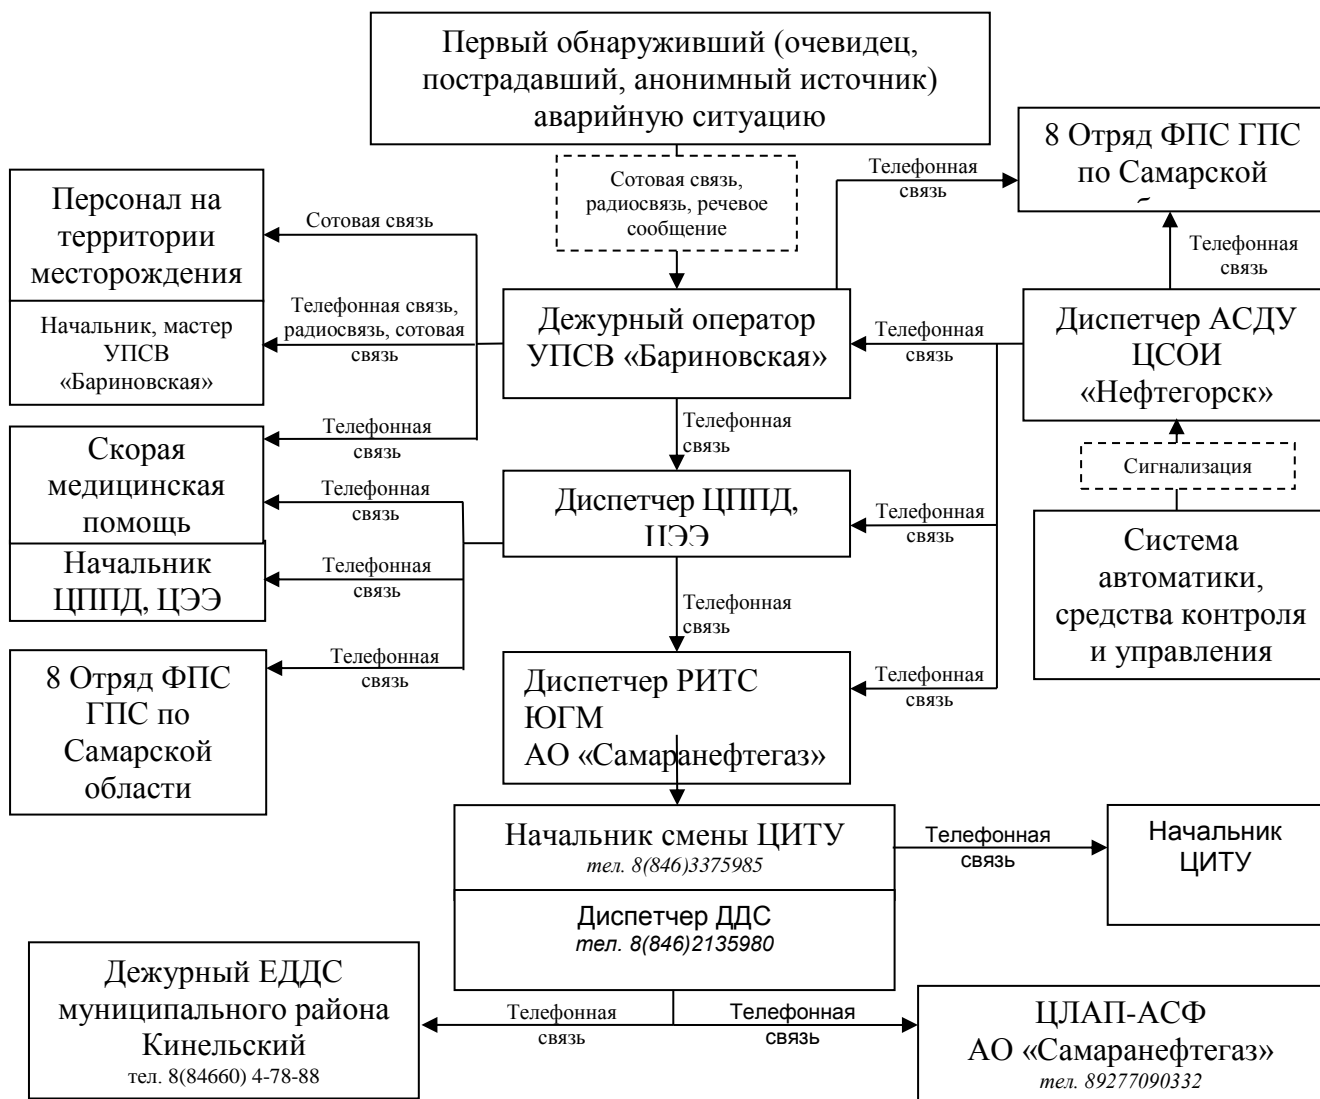 Первый обнаруживший (очевидец,
пострадавший, анонимный источник)
аварийную ситуацию
8 Отряд ФПС ГПС
по Самарской
Телефонная
связь
Сотовая связь,
радиосвязь, речевое
сообщение
Персонал на
территории
месторождения
Сотовая связь
Телефонная
связь
Начальник, мастер
УПСВ
«Бариновская»
Телефонная связь,
радиосвязь, сотовая
связь
Дежурный оператор
УПСВ «Бариновская»
Телефонная
связь
Диспетчер АСДУ
ЦСОИ
«Нефтегорск»
Телефонная
связь
Телефонная
связь
Сигнализация
Скорая
медицинская
помощь
Телефонная
связь
Диспетчер ЦППД,
ЦЭЭ
Телефонная
связь
Система
автоматики,
средства контроля
и управления
Начальник
ЦППД, ЦЭЭ
Телефонная
связь
Телефонная
связь
8 Отряд ФПС
ГПС по
Самарской
области
Телефонная
связь
Диспетчер РИТС
ЮГМ
АО «Самаранефтегаз»
Телефонная
связь
Начальник смены ЦИТУ
тел. 8(846)3375985
Телефонная
связь
Начальник
ЦИТУ
Диспетчер ДДС
тел. 8(846)2135980
Дежурный ЕДДС
муниципального района
Кинельский
тел. 8(84660) 4-78-88
Телефонная
связь
Телефонная
связь
ЦЛАП-АСФ
АО «Самаранефтегаз»
тел. 89277090332